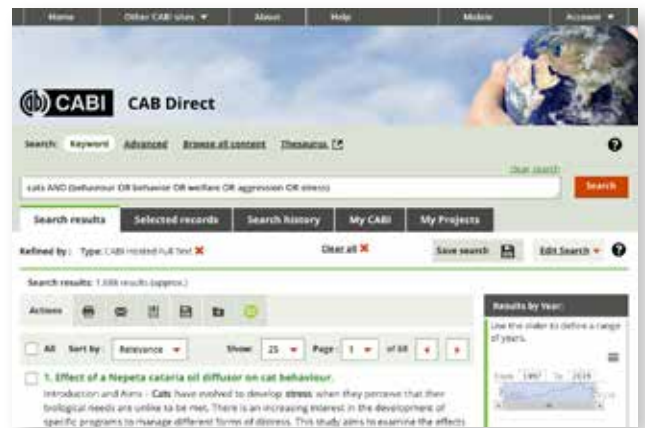 Home Other CABI sites About Help Mobile Account
CABI CAB Direct
Search: Keyword Advanced Browse all content Thesaurus
clear search
cats AND (behaviour OR behavior OR welfare OR aggression OR stress) Search
Search results Selected records Search history My CABI My Projects
Refined by: Type: CABI Hosted Full Text Clear all Save search Edit Search
Search results: results (approx.)
Actions Results by Year:
Use the slider to define a range
of years.
All Sort by: Relevance Show: 25 Page: 1 of 68
From 1997 To 2019
1. Effect of a Nepeta cataria oil diffusor on cat behaviour.
Introduction and Aims - Cats have evolved to develop stress when they perceive that their
biological needs are unlike to be met. There is an increasing interest in the development of
specific programs to manage different forms of distress. This study aims to examine the effects